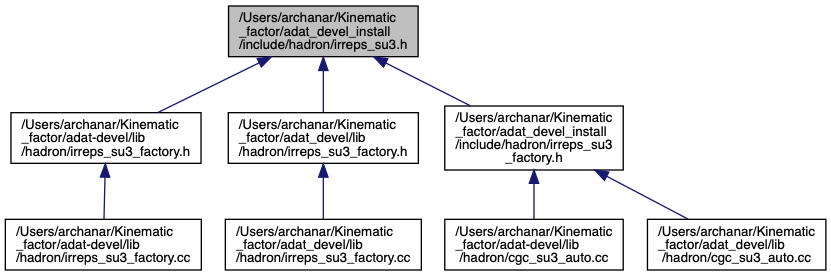 /Users/archanar/Kinematic
_factor/adat_devel_install
/include/hadron/irreps_su3.h
/Users/archanar/Kinematic
_factor/adat-devel/lib
/hadron/irreps_su3_factory.h
/Users/archanar/Kinematic
_factor/adat_devel/lib
/hadron/irreps_su3_factory.h
/Users/archanar/Kinematic
_factor/adat_devel_install
/include/hadron/irreps_su3
_factory.h
/Users/archanar/Kinematic
_factor/adat-devel/lib
/hadron/irreps_su3_factory.cc
/Users/archanar/Kinematic
_factor/adat_devel/lib
/hadron/irreps_su3_factory.cc
/Users/archanar/Kinematic
_factor/adat-devel/lib
/hadron/cgc_su3_auto.cc
/Users/archanar/Kinematic
_factor/adat_devel/lib
/hadron/cgc_su3_auto.cc